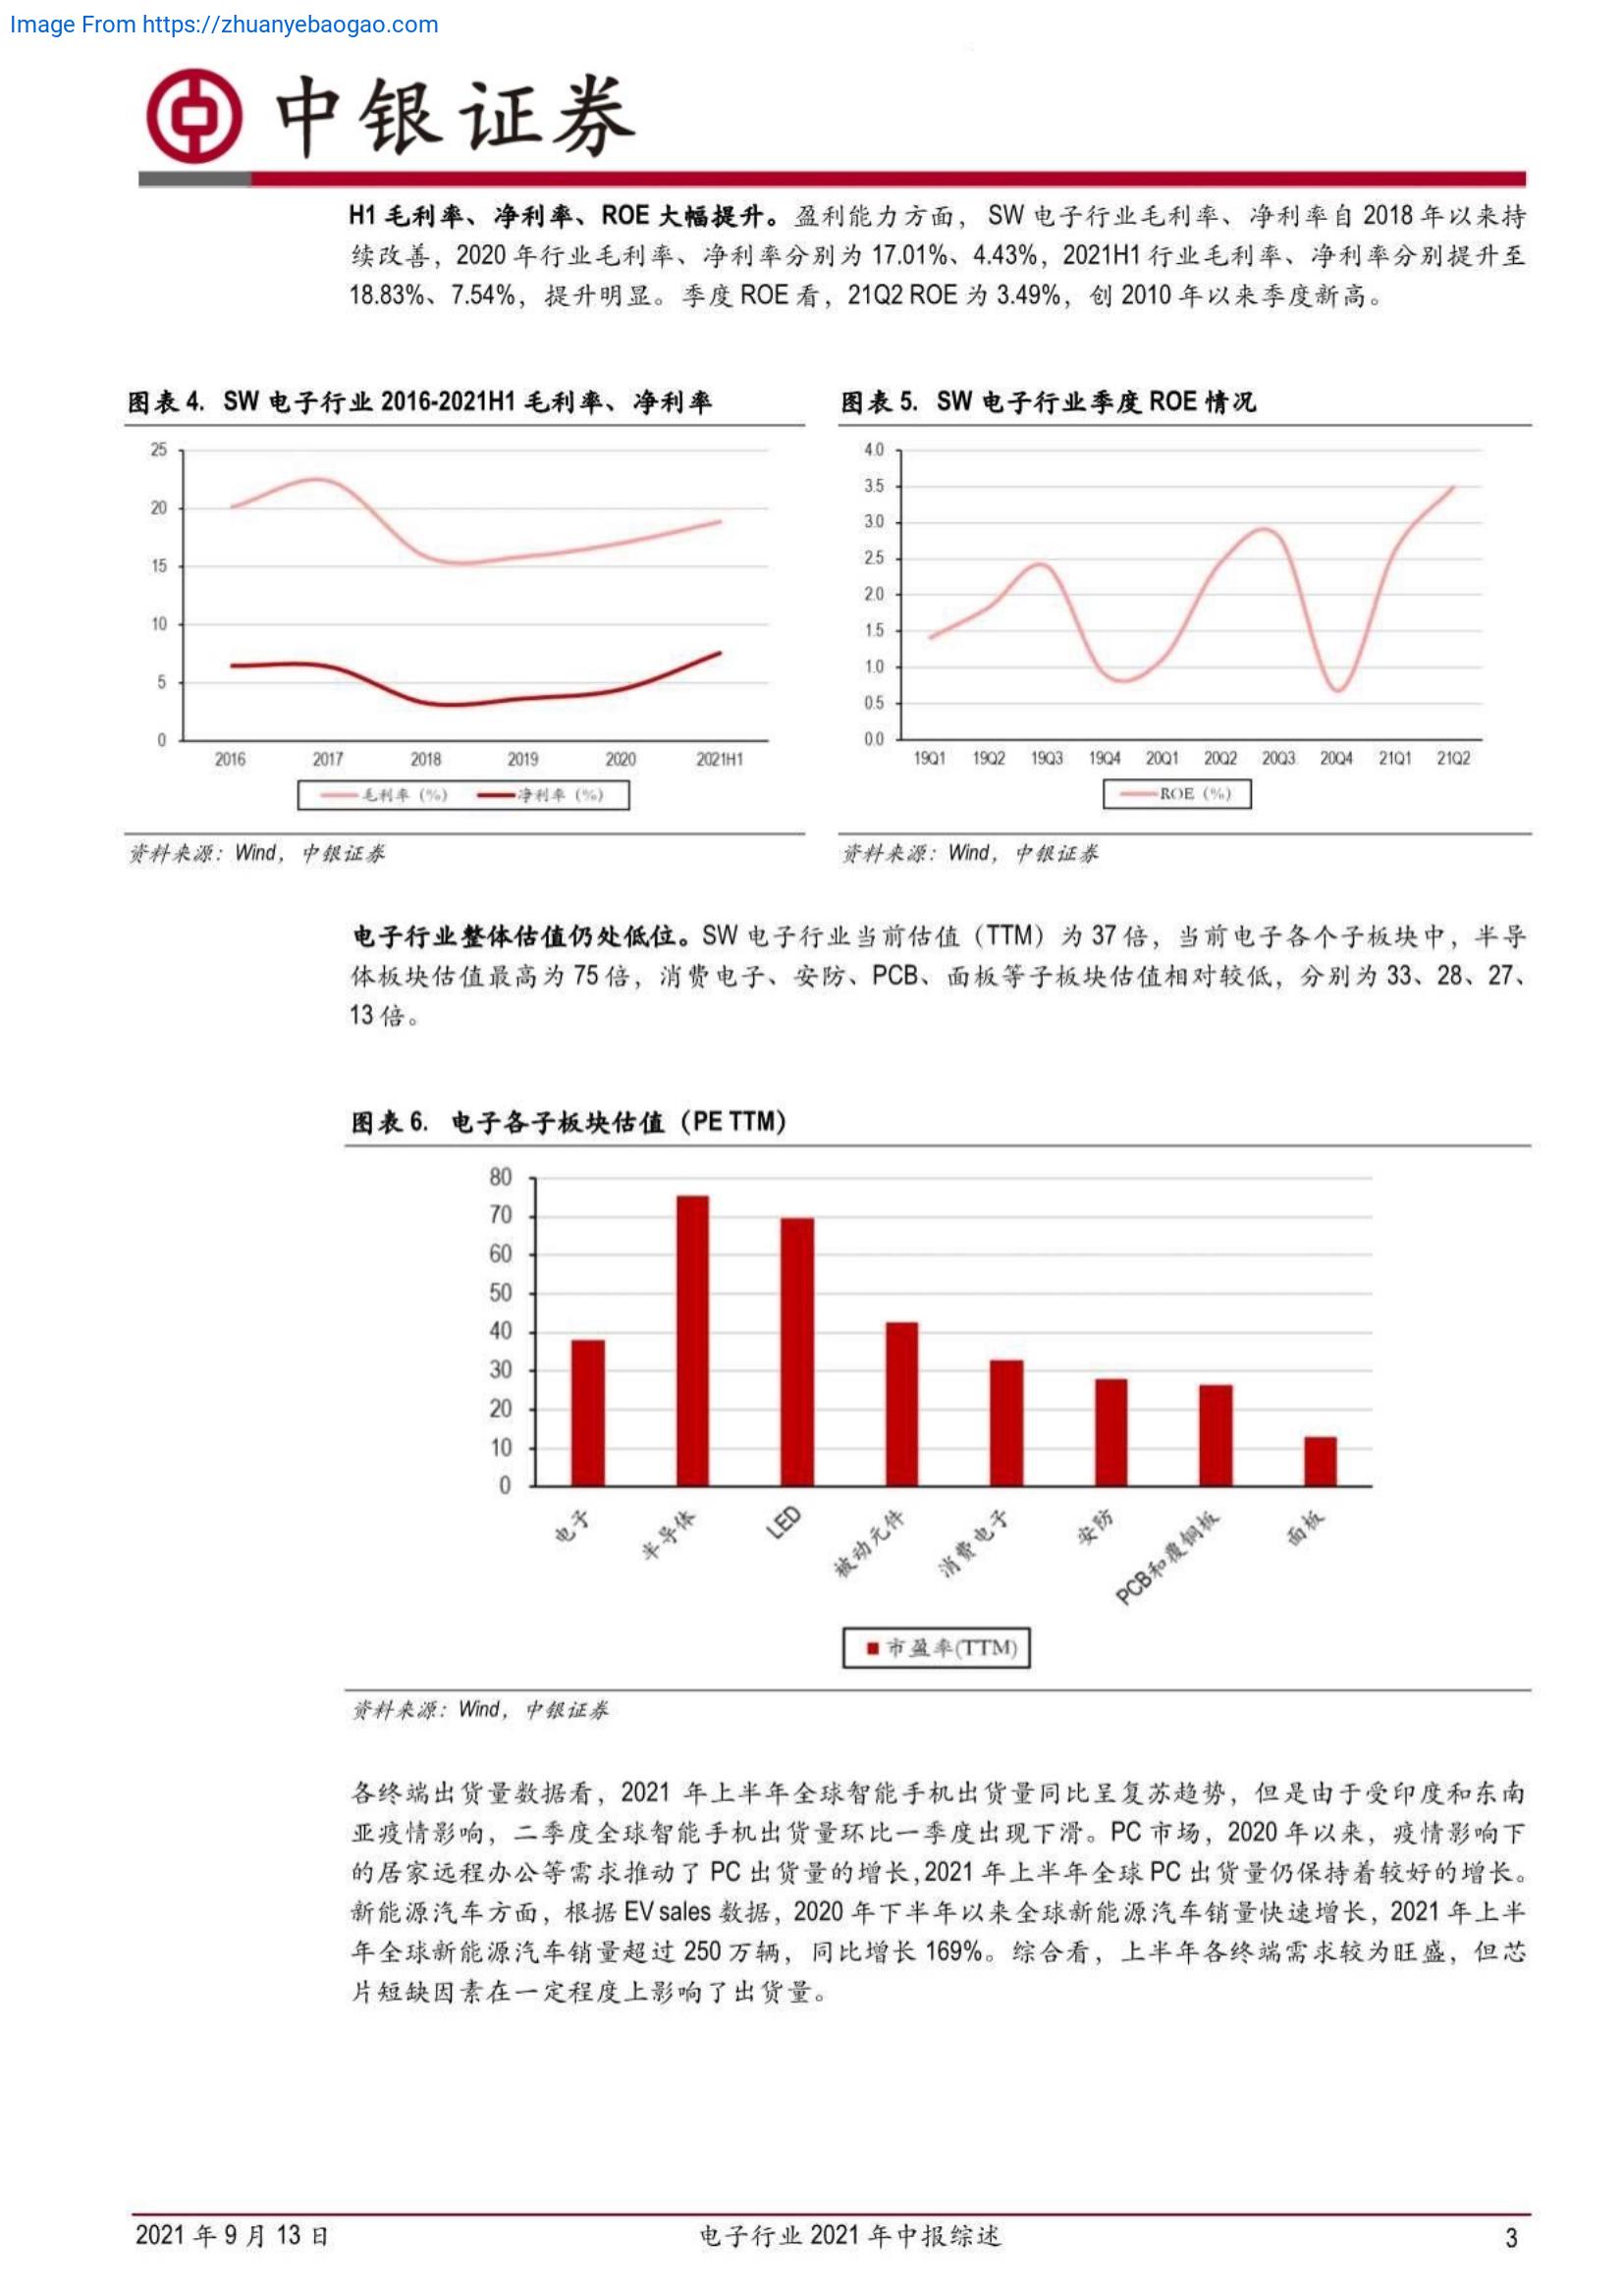 Image From https://zhuanyebaogao.com
中银证券
H1 毛利率、净利率、ROE 大幅提升。盈利能力方面，SW 电子行业毛利率、净利率自 2018 年以来持
续改善，2020 年行业毛利率、净利率分别为 17.01%、4.43%，2021H1 行业毛利率、净利率分别提升至
18.83%、7.54%，提升明显。季度 ROE 看，21Q2 ROE 为 3.49%，创 2010 年以来季度新高。
图表 4. SW 电子行业 2016-2021H1 毛利率、净利率
25
20
15
10
5
0
2016 2017 2018 2019 2020 2021H1
毛利率（%） 净利率（%）
资料来源：Wind，中银证券
图表 5. SW 电子行业季度 ROE 情况
4.0
3.5
3.0
2.5
2.0
1.5
1.0
0.5
0.0
19Q1 19Q2 19Q3 19Q4 20Q1 20Q2 20Q3 20Q4 21Q1 21Q2
ROE（%）
资料来源：Wind，中银证券
电子行业整体估值仍处低位。SW 电子行业当前估值（TTM）为 37 倍，当前电子各个子板块中，半导
体板块估值最高为 75 倍，消费电子、安防、PCB、面板等子板块估值相对较低，分别为 33、28、27、
13 倍。
图表 6. 电子各子板块估值（PE TTM）
80
70
60
50
40
30
20
10
0
电子 半导体 LED 被动元件 消费电子 安防 PCB和覆铜板 面板
市盈率(TTM)
资料来源：Wind，中银证券
各终端出货量数据看，2021 年上半年全球智能手机出货量同比呈复苏趋势，但是由于受印度和东南
亚疫情影响，二季度全球智能手机出货量环比一季度出现下滑。PC 市场，2020 年以来，疫情影响下
的居家远程办公等需求推动了 PC 出货量的增长，2021 年上半年全球 PC 出货量仍保持着较好的增长。
新能源汽车方面，根据 EV sales 数据，2020 年下半年以来全球新能源汽车销量快速增长，2021 年上半
年全球新能源汽车销量超过 250 万辆，同比增长 169%。综合看，上半年各终端需求较为旺盛，但芯
片短缺因素在一定程度上影响了出货量。
2021 年 9 月 13 日 电子行业 2021 年中报综述 3